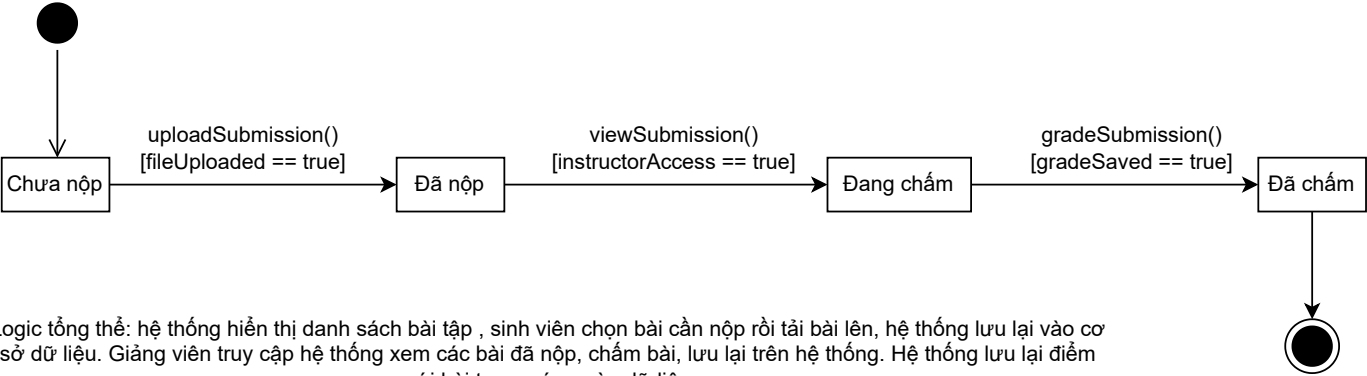 uploadSubmission()
[fileUploaded == true]
viewSubmission()
[instructorAccess == true]
gradeSubmission()
[gradeSaved == true]
Chưa nộp
Đã nộp
Đang chấm
Đã chấm
Logic tổng thể: hệ thống hiển thị danh sách bài tập , sinh viên chọn bài cần nộp rồi tải bài lên, hệ thống lưu lại vào cơ
sở dữ liệu. Giảng viên truy cập hệ thống xem các bài đã nộp, chấm bài, lưu lại trên hệ thống. Hệ thống lưu lại điểm